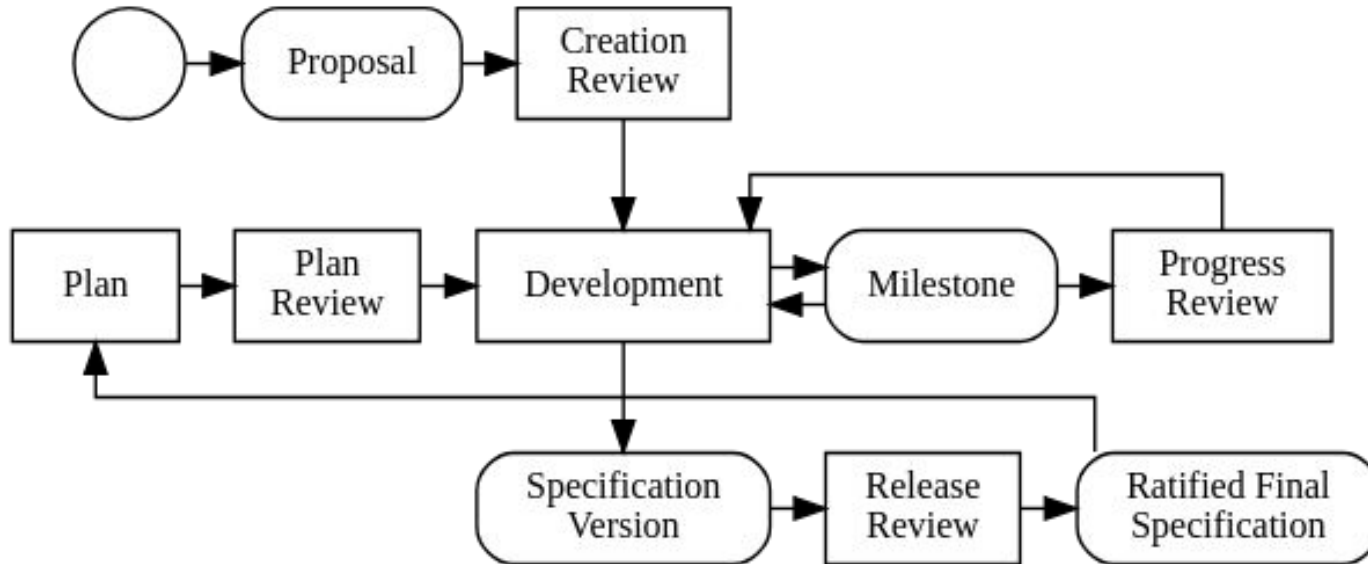 Proposal
Creation
Review
Plan
Plan
Review
Development
Milestone
Progress
Review
Specification
Version
Release
Review
Ratified Final
Specification